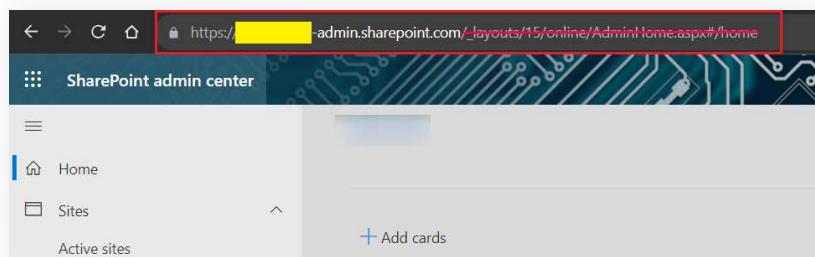 https:// -admin.sharepoint.com/_layouts/15/online/AdminHome.aspx#/home
SharePoint admin center
Home
Sites
Active sites
Add cards